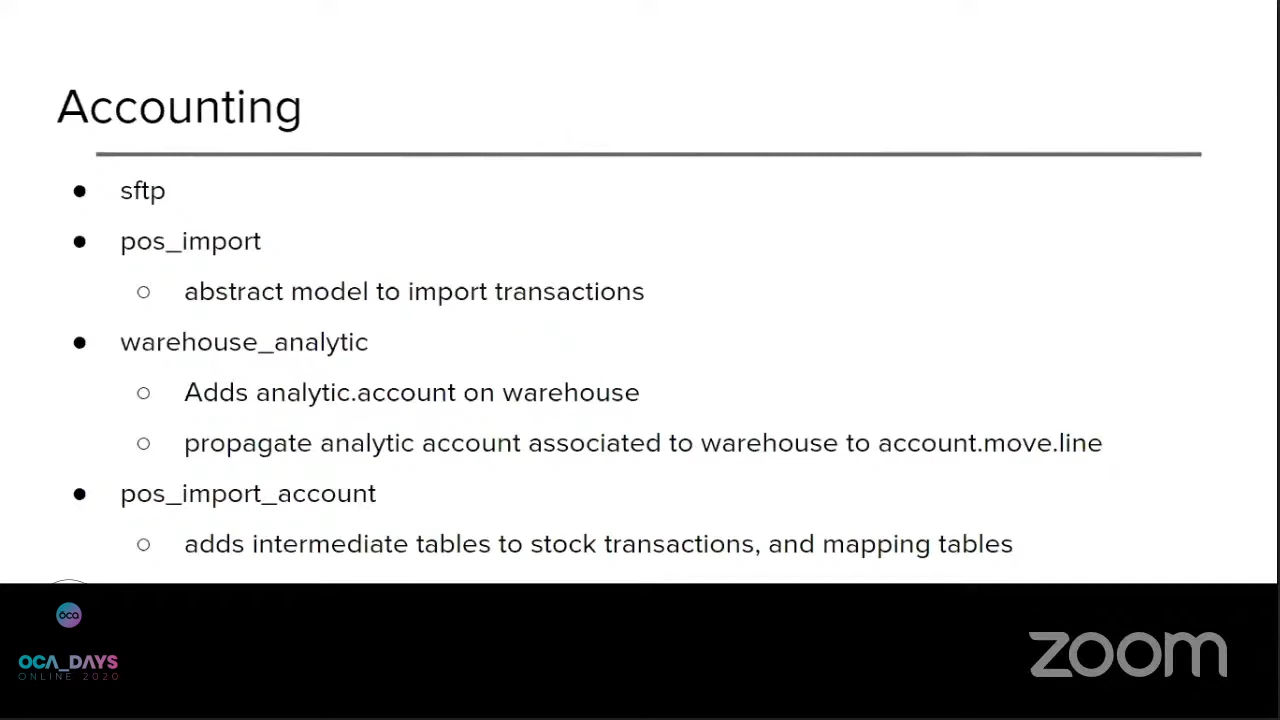 Accounting
● sftp
● pos_import
○ abstract model to import transactions
● warehouse_analytic
○ Adds analytic.account on warehouse
○ propagate analytic account associated to warehouse to account.move.line
● pos_import_account
○ adds intermediate tables to stock transactions, and mapping tables
oca
OCA_DAYS
ONLINE 2020
zoom